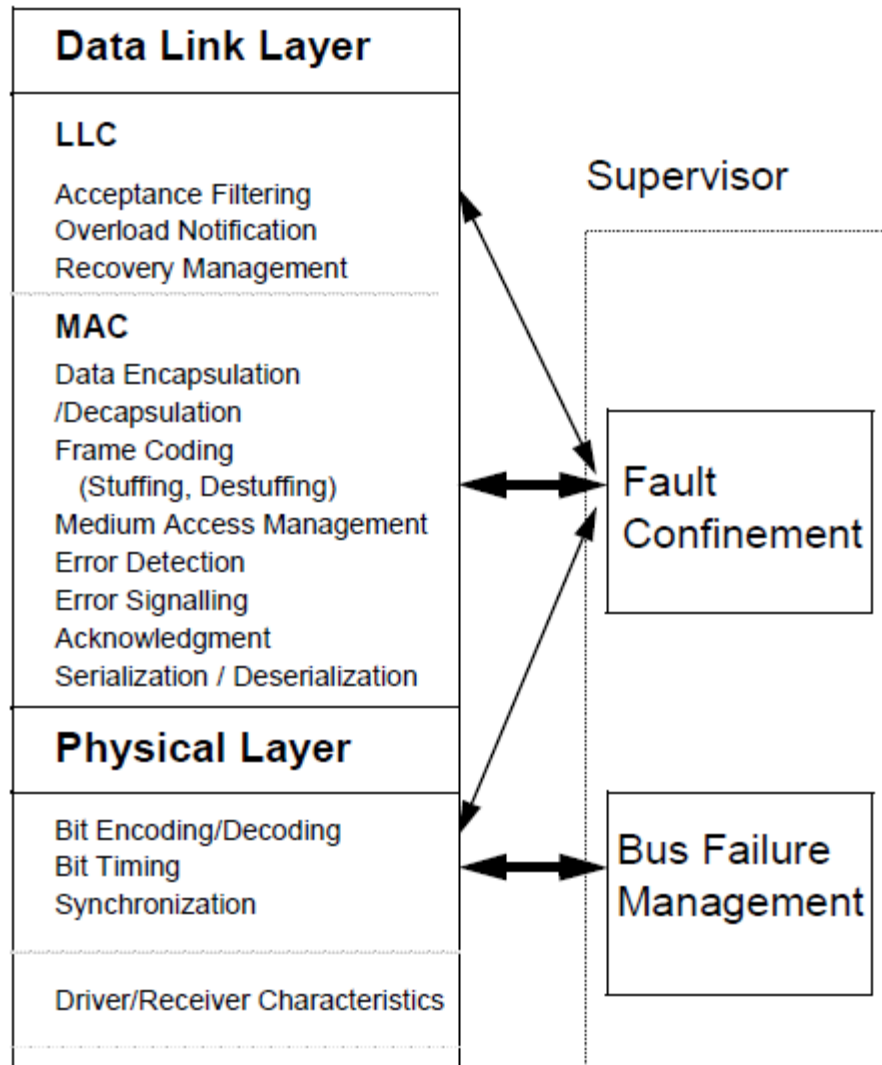 Data Link Layer
LLC
Acceptance Filtering
Overload Notification
Recovery Management
MAC
Data Encapsulation
/Decapsulation
Frame Coding
(Stuffing, Destuffing)
Medium Access Management
Error Detection
Error Signalling
Acknowledgment
Serialization / Deserialization
Physical Layer
Bit Encoding/Decoding
Bit Timing
Synchronization
Driver/Receiver Characteristics
Supervisor
Fault
Confinement
Bus Failure
Management